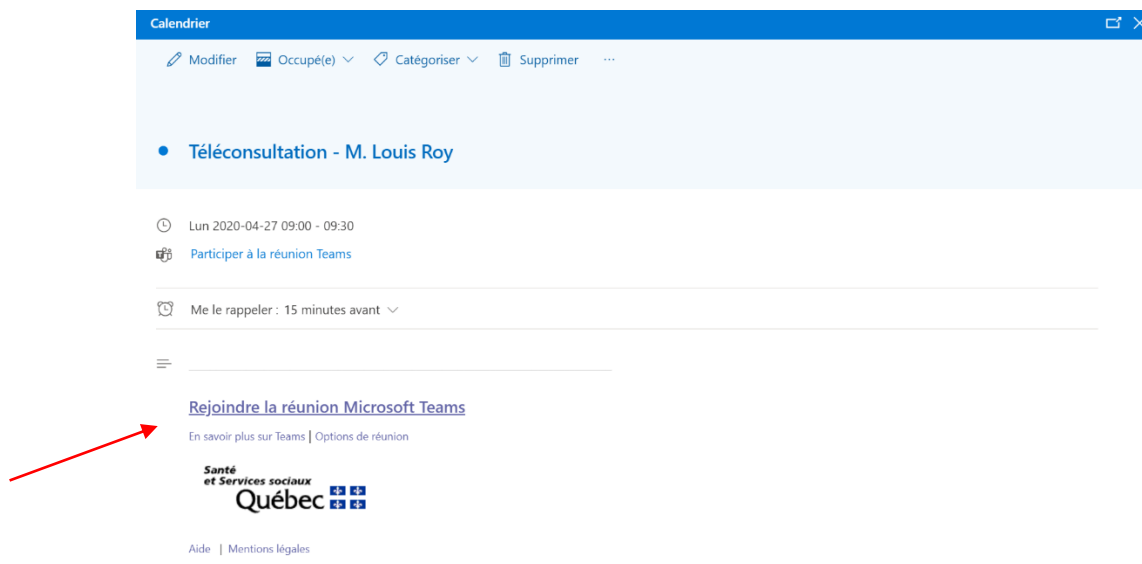 Calendrier
Modifier Occupé(e) Catégoriser Supprimer ...
Téléconsultation - M. Louis Roy
Lun 2020-04-27 09:00 - 09:30
Participer à la réunion Teams
Me le rappeler : 15 minutes avant
Rejoindre la réunion Microsoft Teams
En savoir plus sur Teams | Options de réunion
Santé
et Services sociaux
Québec
Aide | Mentions légales